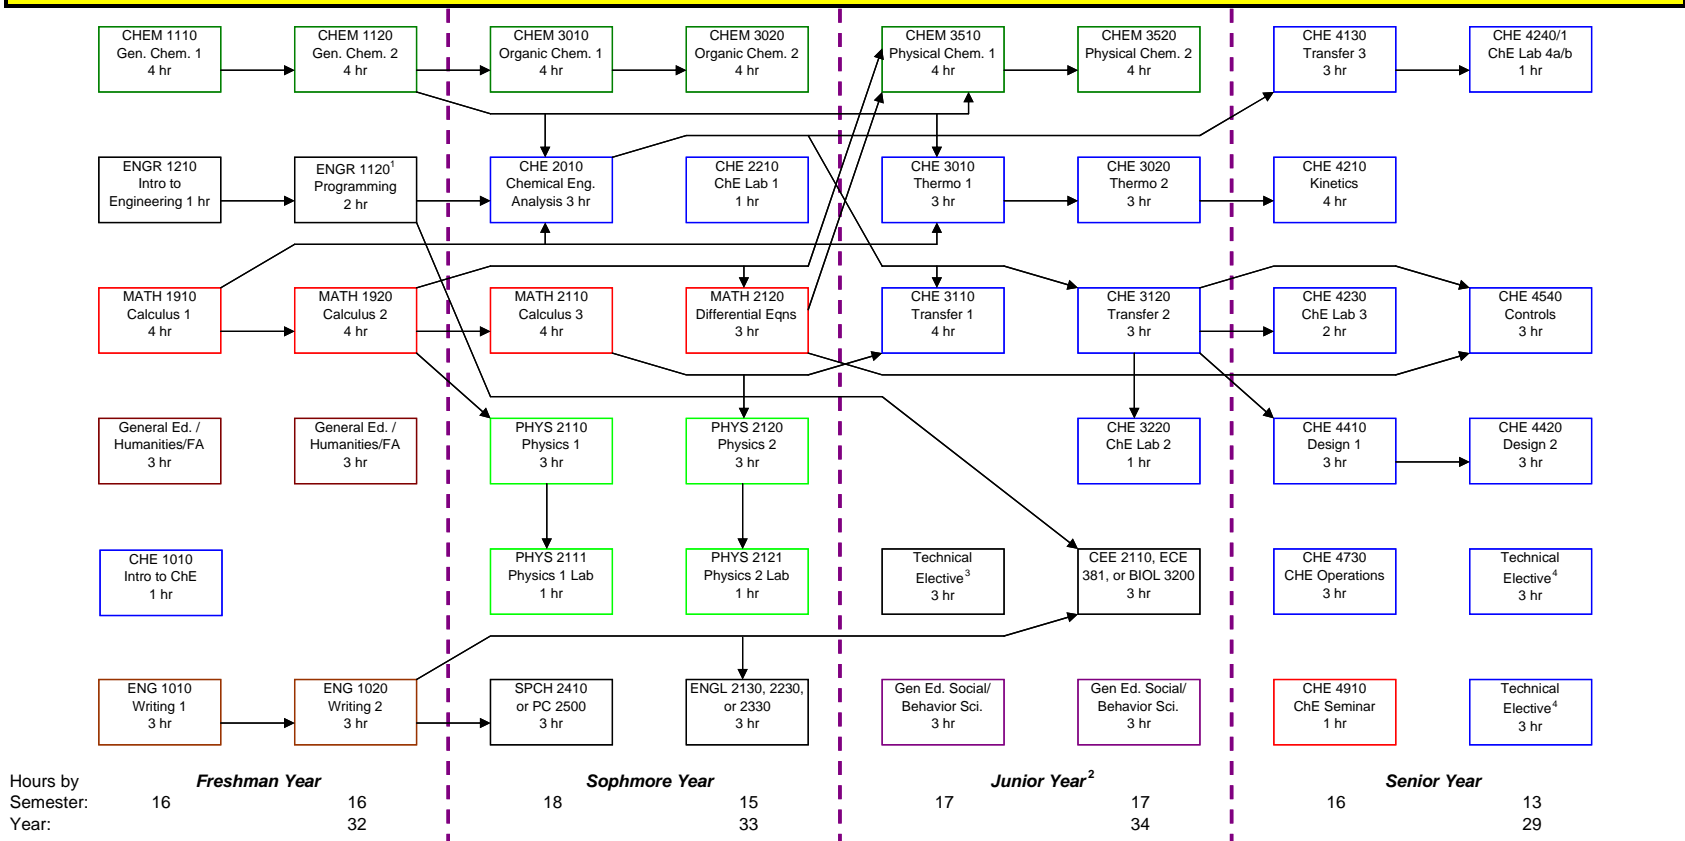 CHEM 1110
Gen. Chem. 1
4 hr
CHEM 1120
Gen. Chem. 2
4 hr
CHEM 3010
Organic Chem. 1
4 hr
CHEM 3020
Organic Chem. 2
4 hr
CHEM 3510
Physical Chem. 1
4 hr
CHEM 3520
Physical Chem. 2
4 hr
CHE 4130
Transfer 3
3 hr
CHE 4240/1
ChE Lab 4a/b
1 hr
ENGR 1210
Intro to
Engineering 1 hr
ENGR 1120¹
Programming
2 hr
CHE 2010
Chemical Eng.
Analysis 3 hr
CHE 2210
ChE Lab 1
1 hr
CHE 3010
Thermo 1
3 hr
CHE 3020
Thermo 2
3 hr
CHE 4210
Kinetics
4 hr
MATH 1910
Calculus 1
4 hr
MATH 1920
Calculus 2
4 hr
MATH 2110
Calculus 3
4 hr
MATH 2120
Differential Eqns
3 hr
CHE 3110
Transfer 1
4 hr
CHE 3120
Transfer 2
3 hr
CHE 4230
ChE Lab 3
2 hr
CHE 4540
Controls
3 hr
General Ed. /
Humanities/FA
3 hr
General Ed. /
Humanities/FA
3 hr
PHYS 2110
Physics 1
3 hr
PHYS 2120
Physics 2
3 hr
CHE 3220
ChE Lab 2
1 hr
CHE 4410
Design 1
3 hr
CHE 4420
Design 2
3 hr
CHE 1010
Intro to ChE
1 hr
PHYS 2111
Physics 1 Lab
1 hr
PHYS 2121
Physics 2 Lab
1 hr
Technical
Elective³
3 hr
CEE 2110, ECE
381, or BIOL 3200
3 hr
CHE 4730
CHE Operations
3 hr
Technical
Elective⁴
3 hr
ENG 1010
Writing 1
3 hr
ENG 1020
Writing 2
3 hr
SPCH 2410
or PC 2500
3 hr
ENGL 2130, 2230,
or 2330
3 hr
Gen Ed. Social/
Behavior Sci.
3 hr
Gen Ed. Social/
Behavior Sci.
3 hr
CHE 4910
ChE Seminar
1 hr
Technical
Elective⁴
3 hr
Hours by Freshman Year Sophmore Year Junior Year² Senior Year
Semester: 16 16 18 15 17 17 16 13
Year: 32 33 34 29